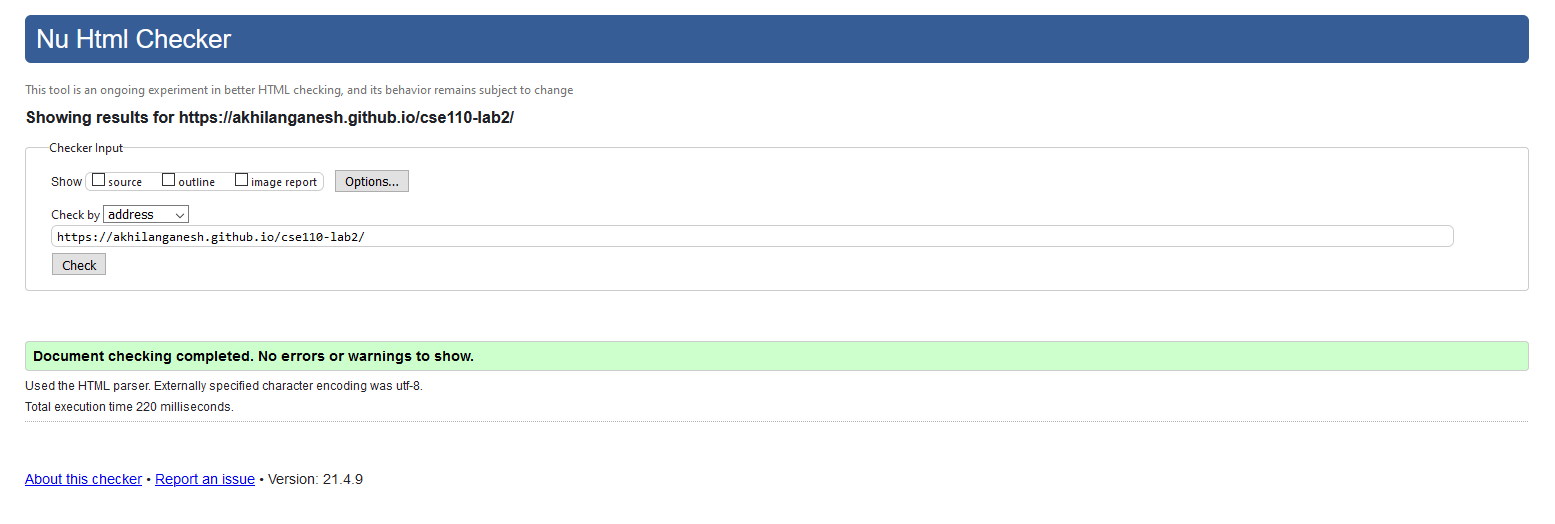 Nu Html Checker
This tool is an ongoing experiment in better HTML checking, and its behavior remains subject to change
Showing results for https://akhilanganesh.github.io/cse110-lab2/
Checker Input
Show source outline image report Options...
Check by address
https://akhilanganesh.github.io/cse110-lab2/
Check
Document checking completed. No errors or warnings to show.
Used the HTML parser. Externally specified character encoding was utf-8.
Total execution time 220 milliseconds.
About this checker • Report an issue • Version: 21.4.9